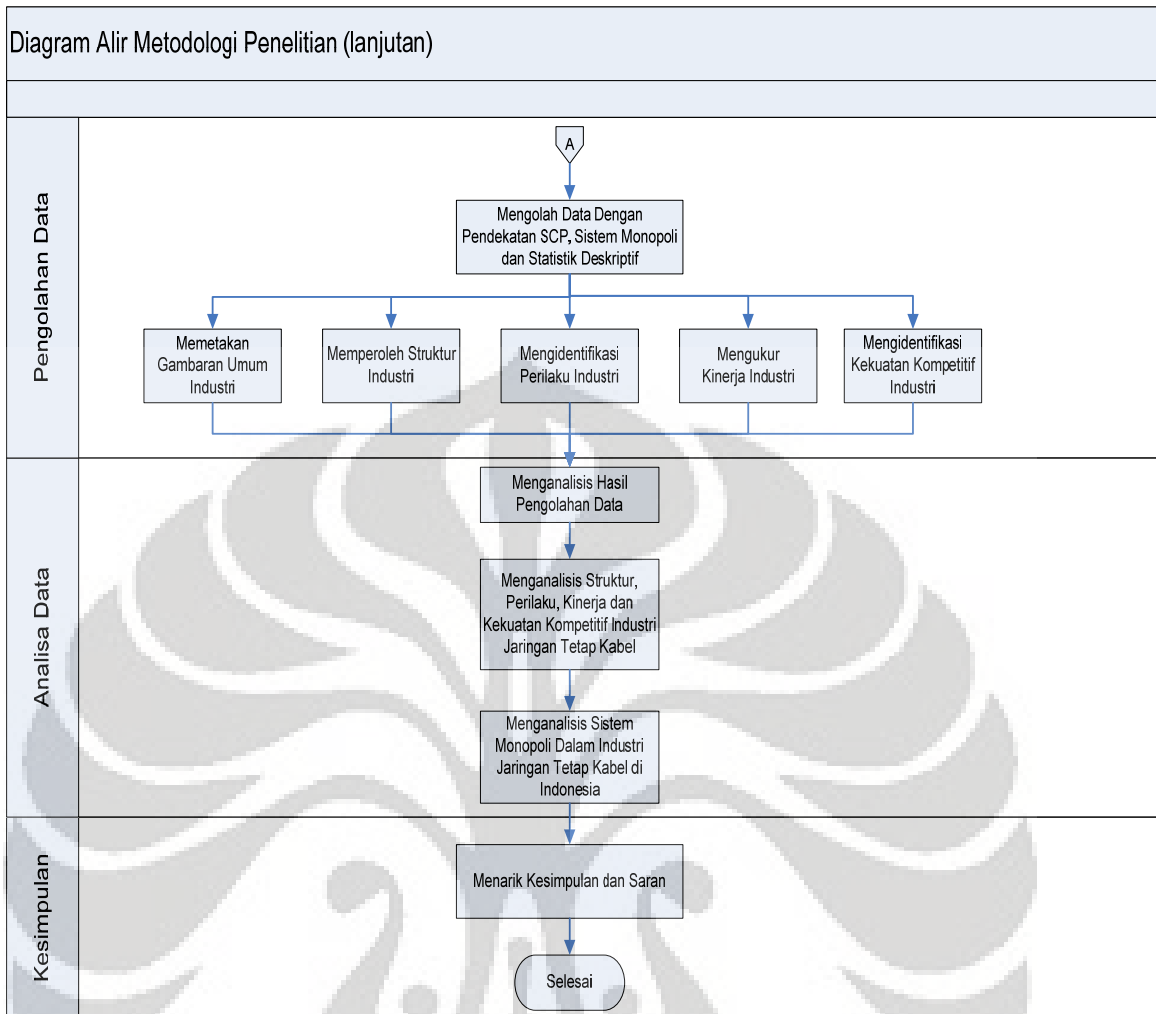 Diagram Alir Metodologi Penelitian (lanjutan)
Pengolahan Data
A
Mengolah Data Dengan
Pendekatan SCP, Sistem Monopoli
dan Statistik Deskriptif
Memetakan
Gambaran Umum
Industri
Memperoleh Struktur
Industri
Mengidentifikasi
Perilaku Industri
Mengukur
Kinerja Industri
Mengidentifikasi
Kekuatan Kompetitif
Industri
Analisa Data
Menganalisis Hasil
Pengolahan Data
Menganalisis Struktur,
Perilaku, Kinerja dan
Kekuatan Kompetitif Industri
Jaringan Tetap Kabel
Menganalisis Sistem
Monopoli Dalam Industri
Jaringan Tetap Kabel di
Indonesia
Kesimpulan
Menarik Kesimpulan dan Saran
Selesai